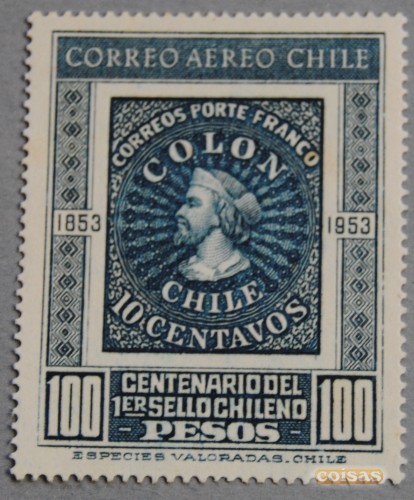 CORREO AEREO CHILE
CORREOS PORTE FRANCO
COLON
1853
1953
CHILE
10 CENTAVOS
100
CENTENARIO DEL
1ER SELLO CHILENO
PESOS
100
ESPECIES VALORADAS. CHILE
coisas